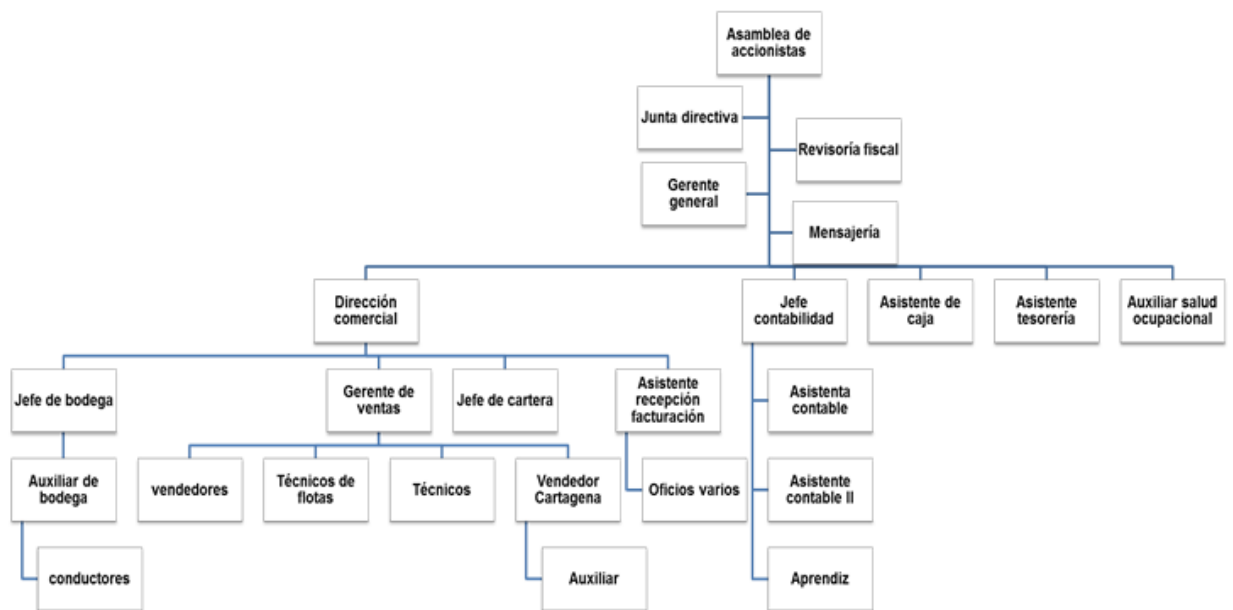 Asamblea de
accionistas
Junta directiva
Revisoría fiscal
Gerente
general
Mensajería
Dirección
comercial
Jefe
contabilidad
Asistente de
caja
Asistente
tesorería
Auxiliar salud
ocupacional
Jefe de bodega
Gerente de
ventas
Jefe de cartera
Asistente
recepción
facturación
Asistenta
contable
Auxiliar de
bodega
vendedores
Técnicos de
flotas
Técnicos
Vendedor
Cartagena
Oficios varios
Asistente
contable II
conductores
Auxiliar
Aprendiz